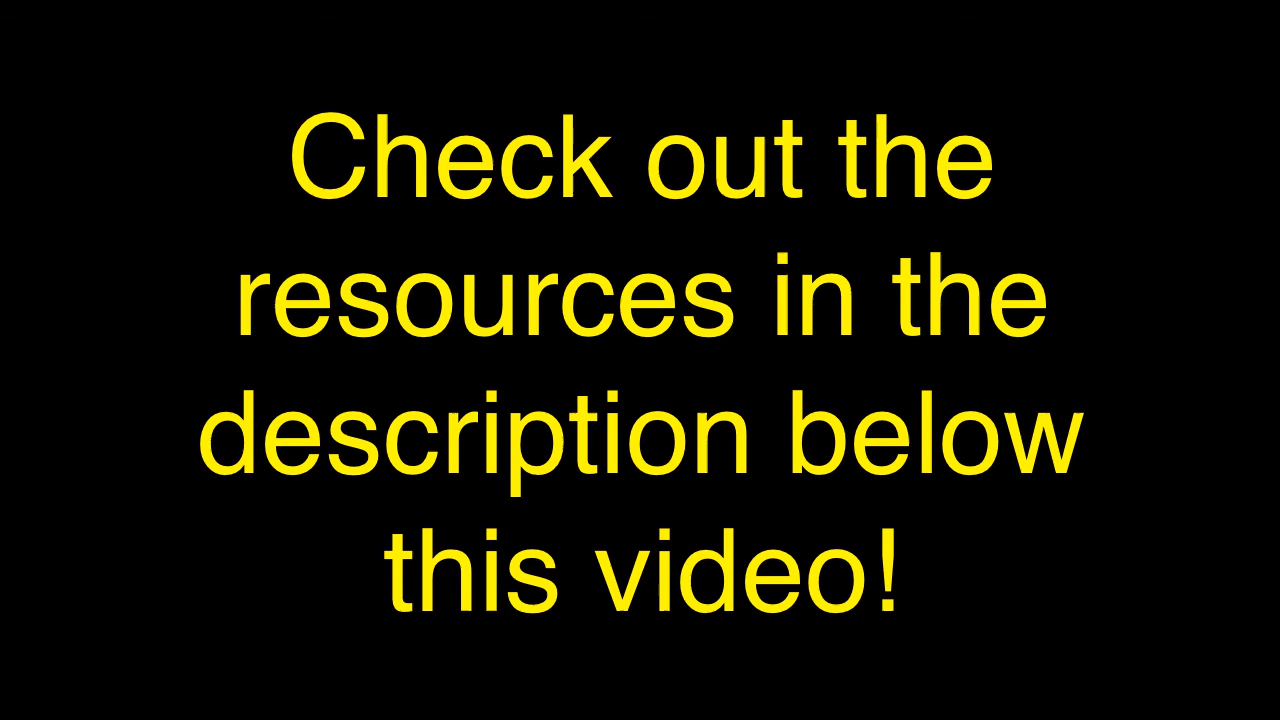 Check out the
resources in the
description below
this video!